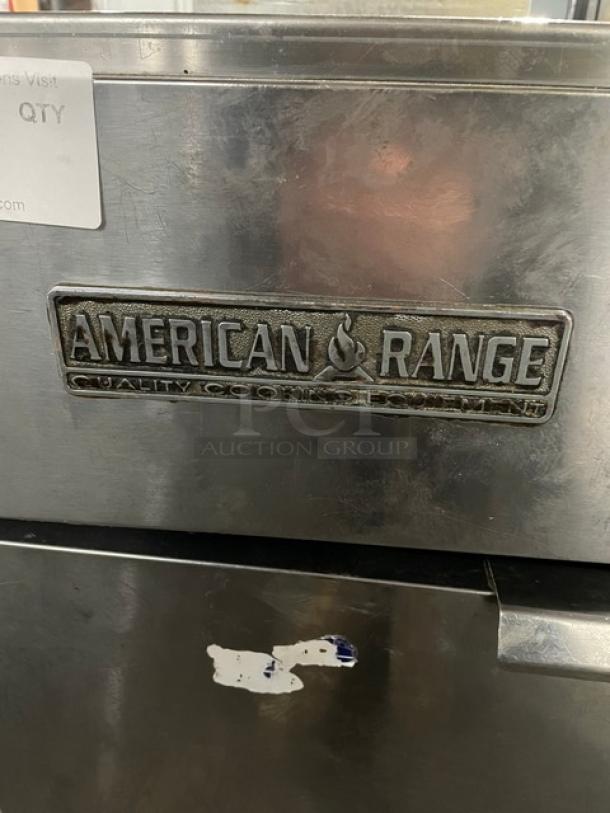 ons Visit
QTY
com
AMERICAN RANGE
QUALITY COOKING EQUIPMENT
PCI
AUCTION GROUP